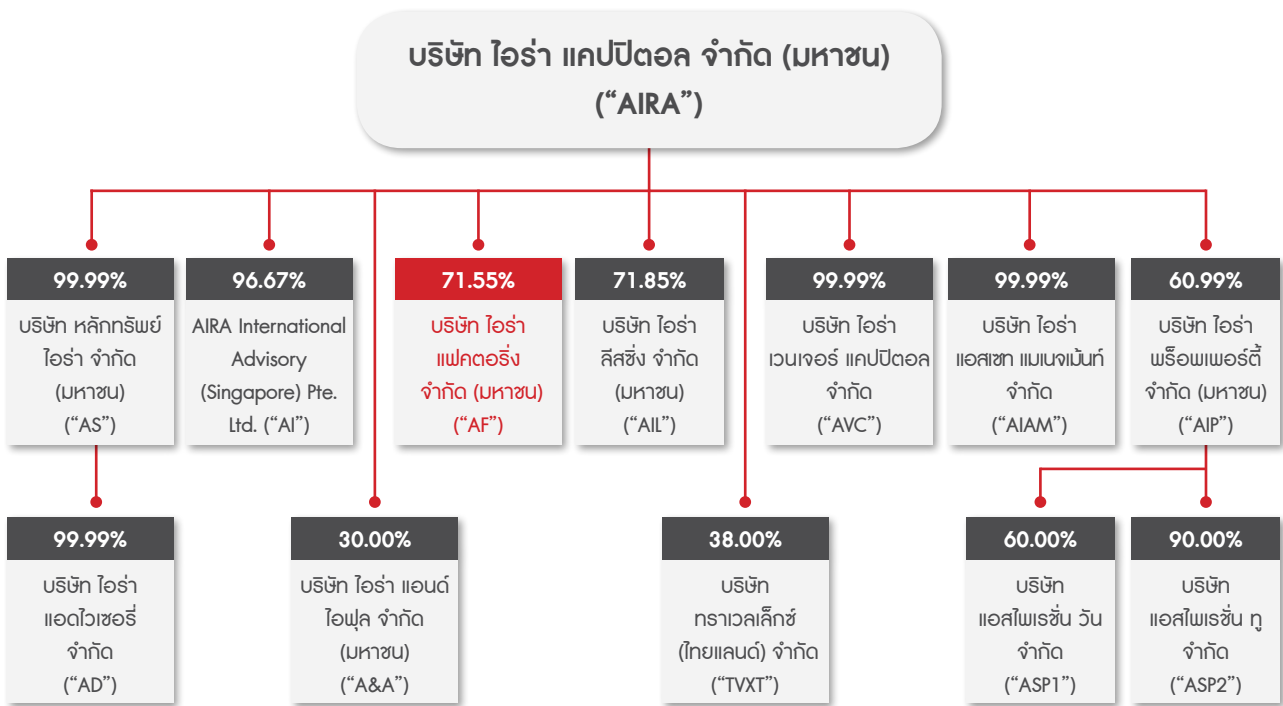 บริษัท ไอร่า แคปปิตอล จำกัด (มหาชน)
(“AIRA”)
99.99%
บริษัท หลักทรัพย์
ไอร่า จำกัด
(มหาชน)
(“AS”)
96.67%
AIRA International
Advisory
(Singapore) Pte.
Ltd. (“AI”)
71.55%
บริษัท ไอร่า
แฟคตอริ่ง
จำกัด (มหาชน)
(“AF”)
71.85%
บริษัท ไอร่า
ลีสซิ่ง จำกัด
(มหาชน)
(“AIL”)
99.99%
บริษัท ไอร่า
เวนเจอร์ แคปปิตอล
จำกัด
(“AVC”)
99.99%
บริษัท ไอร่า
แอสเซท แมเนจเม้นท์
จำกัด
(“AIAM”)
60.99%
บริษัท ไอร่า
พร็อพเพอร์ตี้
จำกัด (มหาชน)
(“AIP”)
99.99%
บริษัท ไอร่า
แอดไวเซอรี่
จำกัด
(“AD”)
30.00%
บริษัท ไอร่า แอนด์
ไอฟุล จำกัด
(มหาชน)
(“A&A”)
38.00%
บริษัท
ทราเวลเล็กซ์
(ไทยแลนด์) จำกัด
(“TVXT”)
60.00%
บริษัท
แอสไพเรชั่น วัน
จำกัด
(“ASP1”)
90.00%
บริษัท
แอสไพเรชั่น ทู
จำกัด
(“ASP2”)